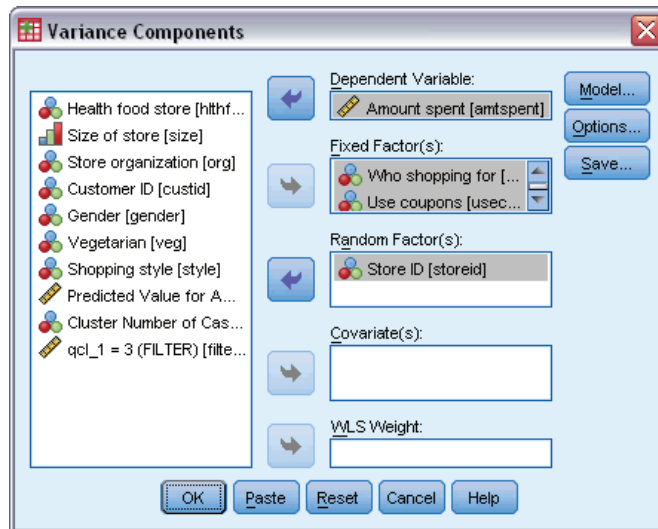 Variance Components
Health food store [hlthf...
Size of store [size]
Store organization [org]
Customer ID [custid]
Gender [gender]
Vegetarian [veg]
Shopping style [style]
Predicted Value for A...
Cluster Number of Cas...
qcl_1 = 3 (FILTER) [filte...
Dependent Variable:
Amount spent [amtspent]
Fixed Factor(s):
Who shopping for [...
Use coupons [usec...
Random Factor(s):
Store ID [storeid]
Covariate(s):
WLS Weight:
Model...
Options...
Save...
OK Paste Reset Cancel Help